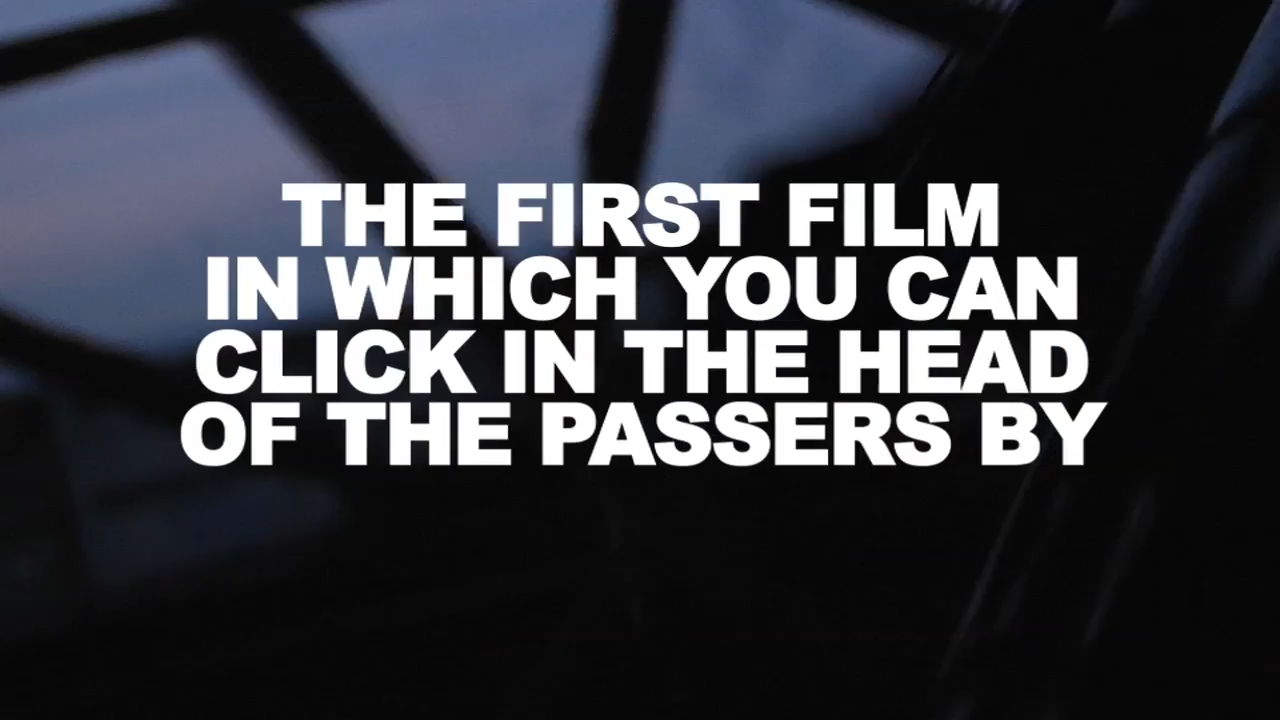 THE FIRST FILM
IN WHICH YOU CAN
CLICK IN THE HEAD
OF THE PASSERS BY